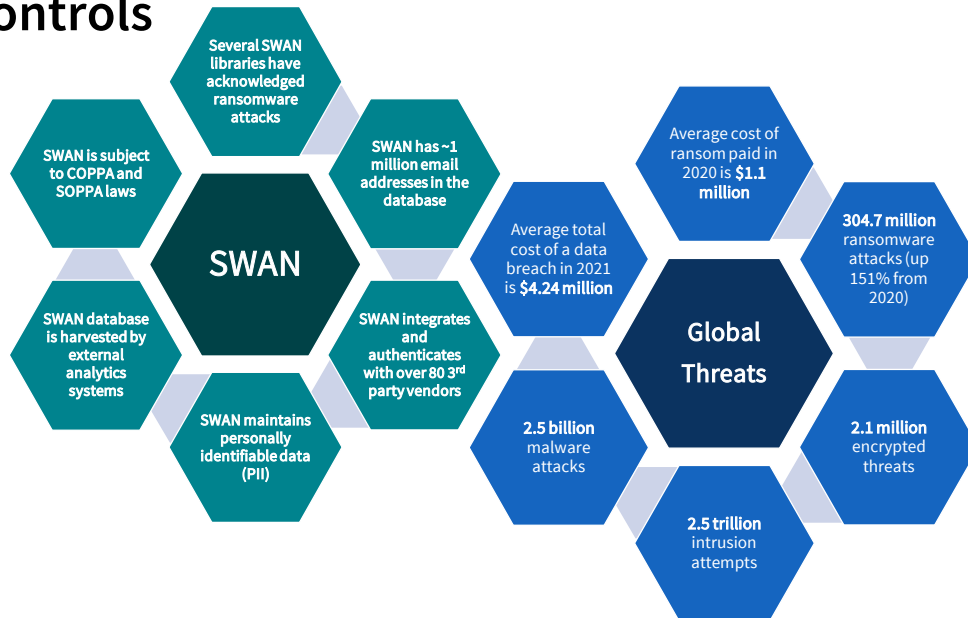 ontrols
Several SWAN
libraries have
acknowledged
ransomware
attacks
SWAN is subject
to COPPA and
SOPPA laws
SWAN has ~1
million email
addresses in the
database
SWAN
SWAN database
is harvested by
external
analytics
systems
SWAN integrates
and
authenticates
with over 80 3rd
party vendors
SWAN maintains
personally
identifiable data
(PII)
Average cost of
ransom paid in
2020 is $1.1
million
Average total
cost of a data
breach in 2021
is $4.24 million
304.7 million
ransomware
attacks (up
151% from
2020)
Global
Threats
2.5 billion
malware
attacks
2.1 million
encrypted
threats
2.5 trillion
intrusion
attempts